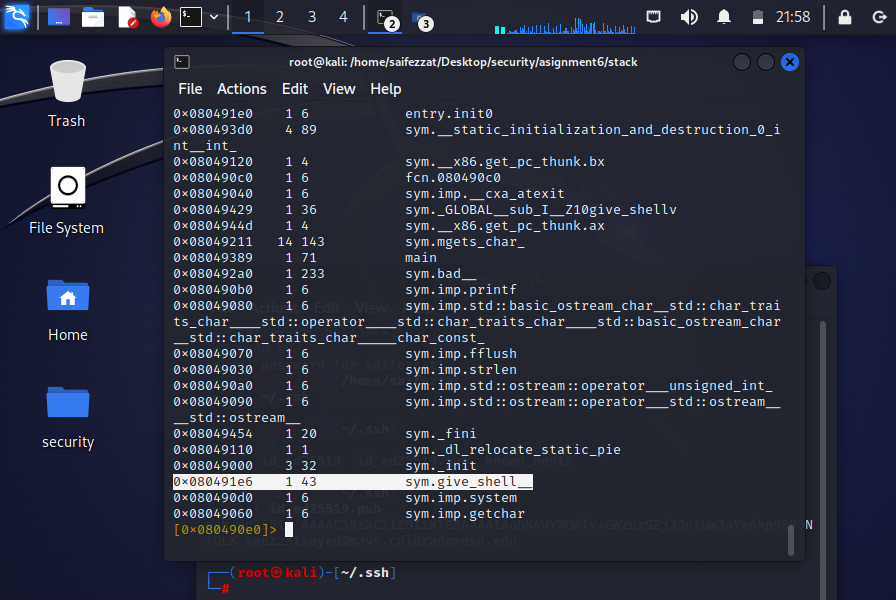 1 2 3 4 2 3 21:58
root@kali: /home/saifezzat/Desktop/security/asignment6/stack
File Actions Edit View Help
0×080491e0 1 6 entry.init0
0×080493d0 4 89 sym.__static_initialization_and_destruction_0_i
nt__int_
0×08049120 1 4 sym.__x86.get_pc_thunk.bx
0×080490c0 1 6 fcn.080490c0
0×08049040 1 6 sym.imp.__cxa_atexit
0×08049429 1 36 sym._GLOBAL__sub_I__Z10give_shellv
0×0804944d 1 4 sym.__x86.get_pc_thunk.ax
0×08049211 14 143 sym.mgets_char_
0×08049389 1 71 main
0×080492a0 1 233 sym.bad__
0×080490b0 1 6 sym.imp.printf
0×08049080 1 6 sym.imp.std::basic_ostream_char__std::char_trai
ts_char____std::operator____std::char_traits_char____std::basic_ostream_char
__std::char_traits_char_____char_const_
0×08049070 1 6 sym.imp.fflush
0×08049030 1 6 sym.imp.strlen
0×080490a0 1 6 sym.imp.std::ostream::operator___unsigned_int_
0×08049090 1 6 sym.imp.std::ostream::operator___std::ostream__
__std::ostream__
0×08049454 1 20 sym._fini
0×08049110 1 1 sym._dl_relocate_static_pie
0×08049000 3 32 sym._init
0×080491e6 1 43 sym.give_shell__
0×080490d0 1 6 sym.imp.system
0×08049060 1 6 sym.imp.getchar
[0×080490e0]>
(root㉿kali)-[~/.ssh]
#
Trash
File System
Home
security